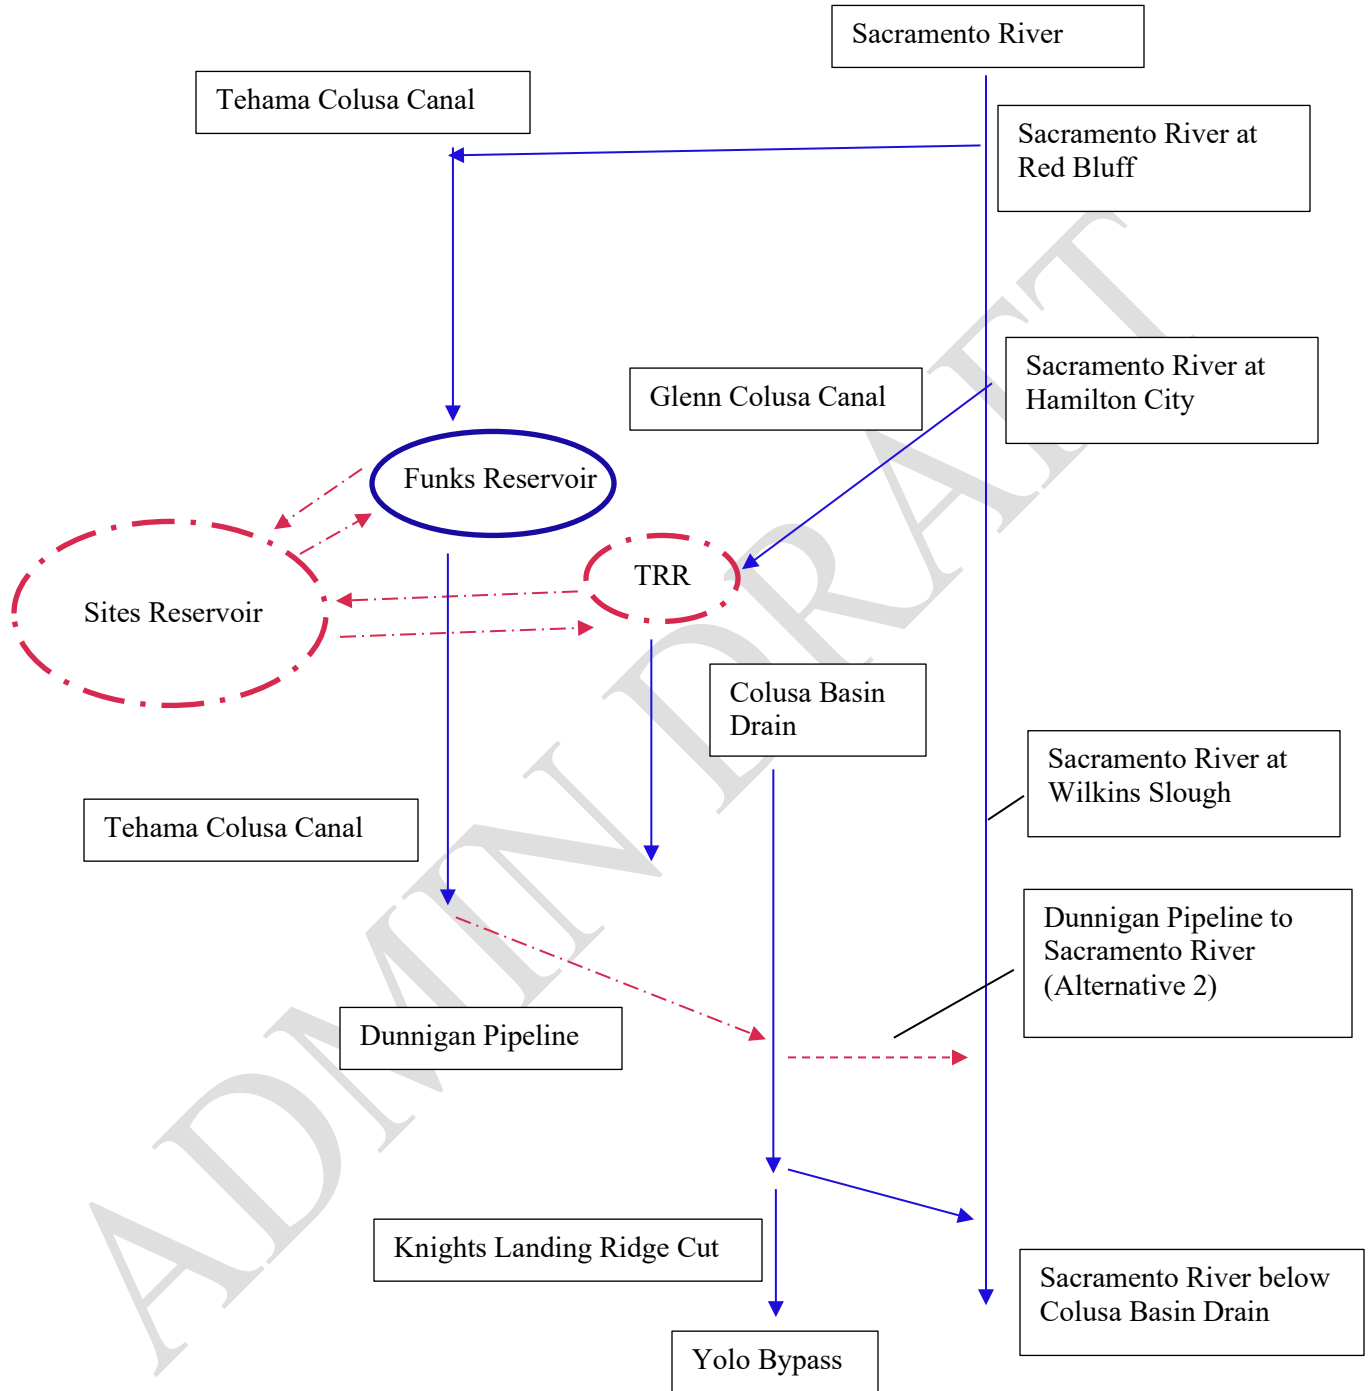 Sacramento River
Tehama Colusa Canal
Sacramento River at
Red Bluff
Sacramento River at
Hamilton City
Glenn Colusa Canal
Funks Reservoir
TRR
Sites Reservoir
Colusa Basin
Drain
Sacramento River at
Wilkins Slough
Tehama Colusa Canal
Dunnigan Pipeline to
Sacramento River
(Alternative 2)
Dunnigan Pipeline
Knights Landing Ridge Cut
Sacramento River below
Colusa Basin Drain
Yolo Bypass
ADMIN DRAFT